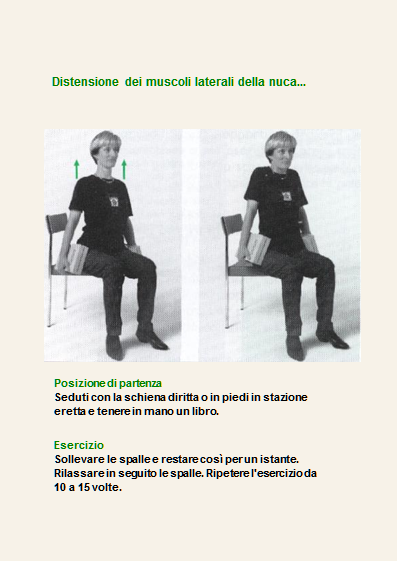 Distensione dei muscoli laterali della nuca...
Posizione di partenza
Seduti con la schiena diritta o in piedi in stazione
eretta e tenere in mano un libro.
Esercizio
Sollevare le spalle e restare così per un istante.
Rilassare in seguito le spalle. Ripetere l'esercizio da
10 a 15 volte.